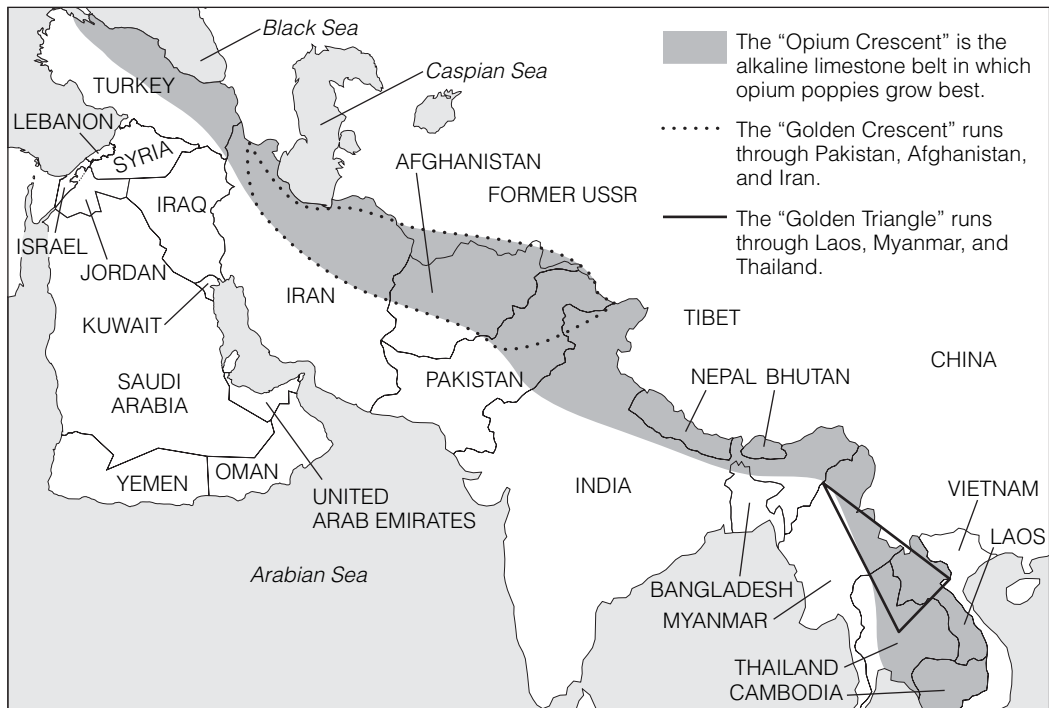 Black Sea
Caspian Sea
TURKEY
LEBANON
SYRIA
AFGHANISTAN
FORMER USSR
IRAQ
ISRAEL
JORDAN
IRAN
KUWAIT
TIBET
CHINA
SAUDI
ARABIA
PAKISTAN
NEPAL
BHUTAN
YEMEN
OMAN
UNITED
ARAB EMIRATES
INDIA
VIETNAM
LAOS
Arabian Sea
BANGLADESH
MYANMAR
THAILAND
CAMBODIA
The “Opium Crescent” is the
alkaline limestone belt in which
opium poppies grow best.
The “Golden Crescent” runs
through Pakistan, Afghanistan,
and Iran.
The “Golden Triangle” runs
through Laos, Myanmar, and
Thailand.